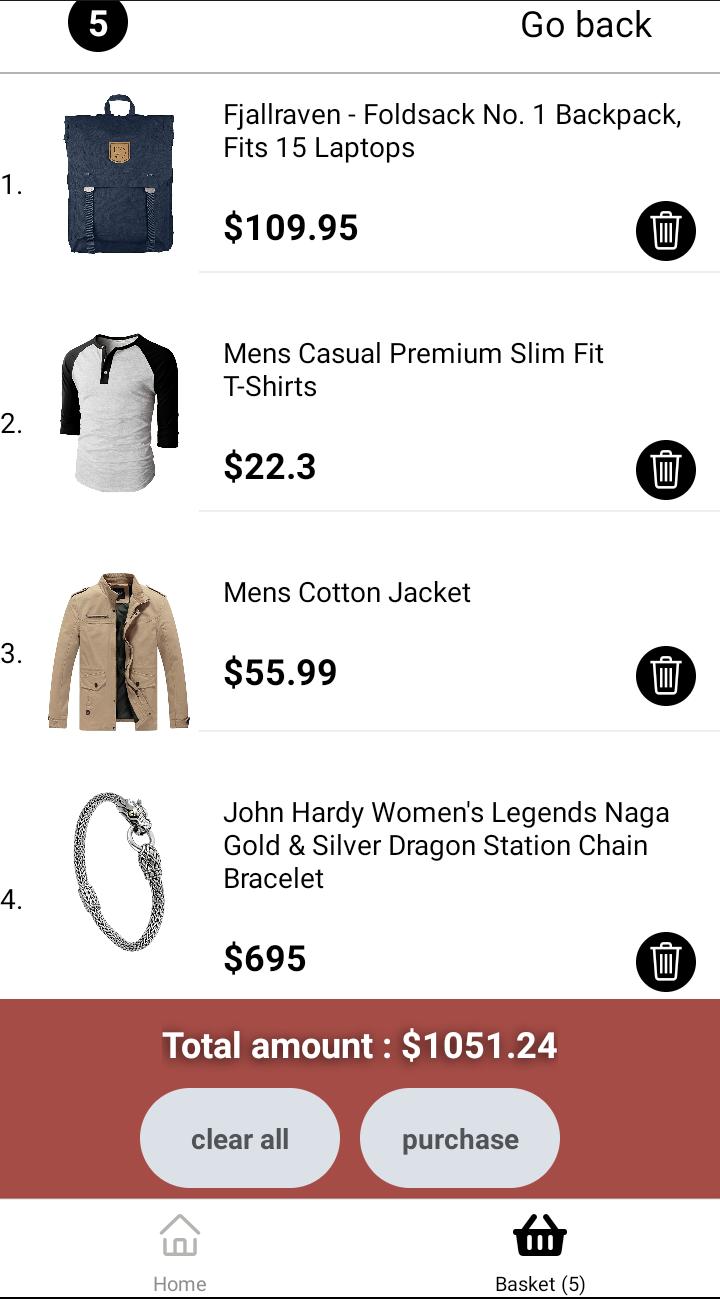 5
Go back
Fjallraven - Foldsack No. 1 Backpack,
Fits 15 Laptops
1.
$109.95
Mens Casual Premium Slim Fit
T-Shirts
2.
$22.3
Mens Cotton Jacket
3.
$55.99
John Hardy Women's Legends Naga
Gold & Silver Dragon Station Chain
Bracelet
4.
$695
Total amount : $1051.24
clear all
purchase
Home
Basket (5)